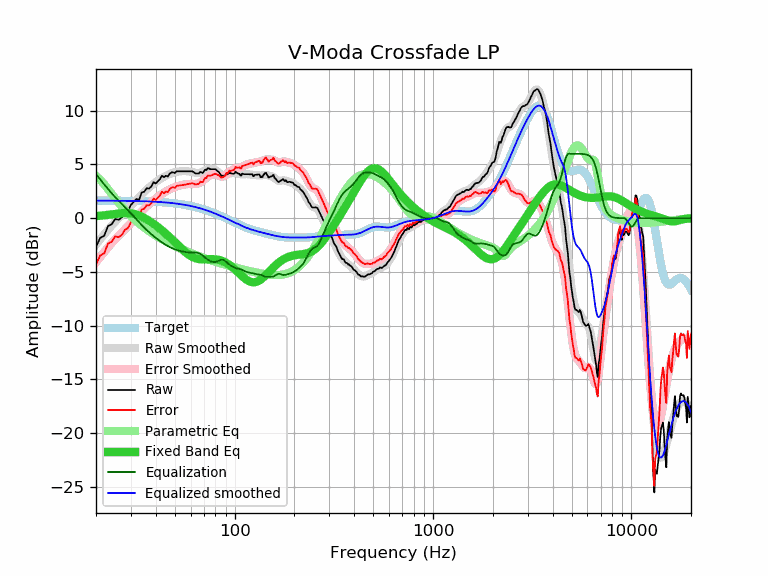 V-Moda Crossfade LP
Amplitude (dBr)
10
5
0
−5
−10
−15
−20
−25
Target
Raw Smoothed
Error Smoothed
Raw
Error
Parametric Eq
Fixed Band Eq
Equalization
Equalized smoothed
100
1000
10000
Frequency (Hz)